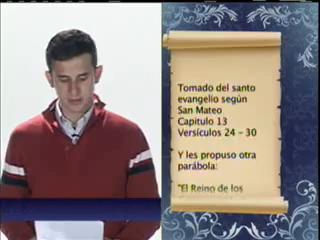 Tomado del santo
evangelio según
San Mateo
Capitulo 13
Versículos 24 - 30
Y les propuso otra
parábola:
"El Reino de los